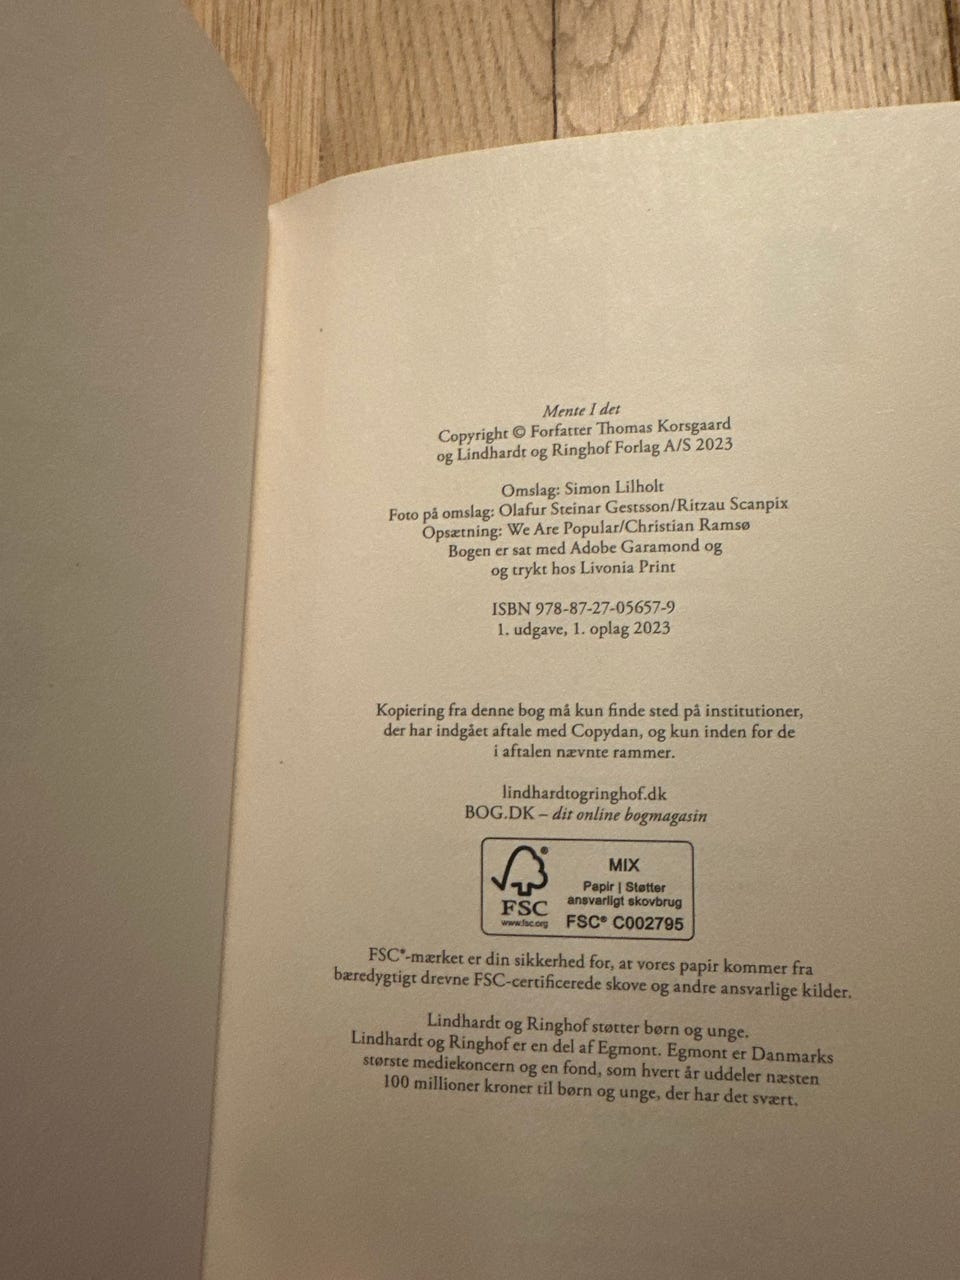 Mente I det
Copyright © Forfatter Thomas Korsgaard
og Lindhardt og Ringhof Forlag A/S 2023
Omslag: Simon Lilholt
Foto på omslag: Olafur Steinar Gestsson/Ritzau Scanpix
Opsætning: We Are Popular/Christian Ramsø
Bogen er sat med Adobe Garamond og
og trykt hos Livonia Print
ISBN 978-87-27-05657-9
1. udgave, 1. oplag 2023
Kopiering fra denne bog må kun finde sted på institutioner,
der har indgået aftale med Copydan, og kun inden for de
i aftalen nævnte rammer.
lindhardtogringhof.dk
BOG.DK – dit online bogmagasin
FSC®
www.fsc.org
MIX
Papir | Støtter
ansvarligt skovbrug
FSC® C002795
FSC®-mærket er din sikkerhed for, at vores papir kommer fra
bæredygtigt drevne FSC-certificerede skove og andre ansvarlige kilder.
Lindhardt og Ringhof støtter børn og unge.
Lindhardt og Ringhof er en del af Egmont. Egmont er Danmarks
største mediekoncern og en fond, som hvert år uddeler næsten
100 millioner kroner til børn og unge, der har det svært.